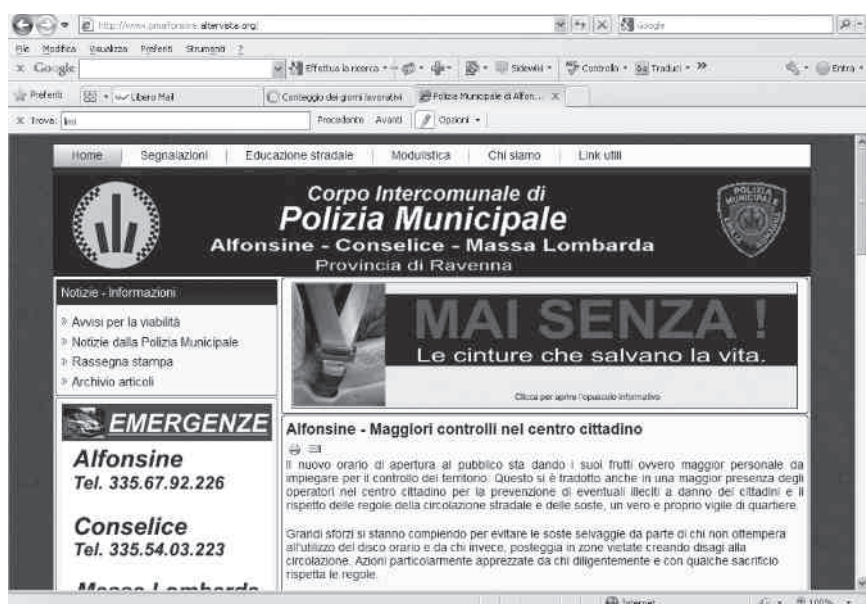 http://www.pmalfonsine.altervista.org/
Google
File Modifica Visualizza Preferiti Strumenti ?
x Google
Effettua la ricerca
Sidewiki
Controllo
Traduci
Entra
Preferiti
Libero Mail
Conteggio dei giorni lavorativi
Polizia Municipale di Alfon... X
X Trova:
Precedente Avanti
Opzioni
Home
Segnalazioni
Educazione stradale
Modulistica
Chi siamo
Link utili
Corpo Intercomunale di
Polizia Municipale
Alfonsine - Conselice - Massa Lombarda
Provincia di Ravenna
POLIZIA
MUNICIPALE
Notizie - Informazioni
» Avvisi per la viabilità
» Notizie dalla Polizia Municipale
» Rassegna stampa
» Archivio articoli
MAI SENZA !
Le cinture che salvano la vita.
Clicca per aprire l'opuscolo informativo
EMERGENZE
Alfonsine
Tel. 335.67.92.226
Conselice
Tel. 335.54.03.223
Massa Lombarda
Alfonsine - Maggiori controlli nel centro cittadino
Il nuovo orario di apertura al pubblico sta dando i suoi frutti ovvero maggior personale da
impiegare per il controllo del territorio. Questo si è tradotto anche in una maggior presenza degli
operatori nel centro cittadino per la prevenzione di eventuali illeciti a danno dei cittadini e il
rispetto delle regole della circolazione stradale e delle soste, un vero e proprio vigile di quartiere.
Grandi sforzi si stanno compiendo per evitare le soste selvaggie da parte di chi non ottempera
all'utilizzo del disco orario e da chi invece, posteggia in zone vietate creando disagi alla
circolazione. Azioni particolarmente apprezzate da chi diligentemente e con qualche sacrificio
rispetta le regole.
Internet
100%